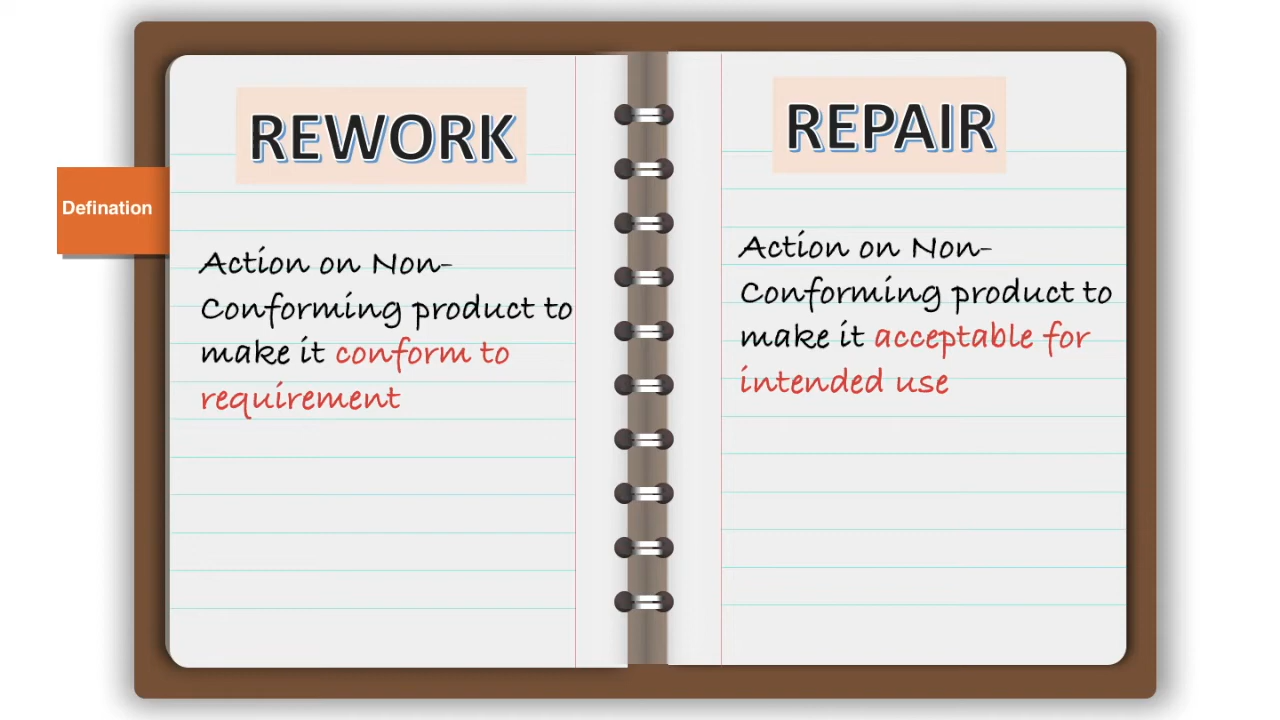 REWORK
REPAIR
Defination
Action on Non-
Conforming product to
make it conform to
requirement
Action on Non-
Conforming product to
make it acceptable for
intended use